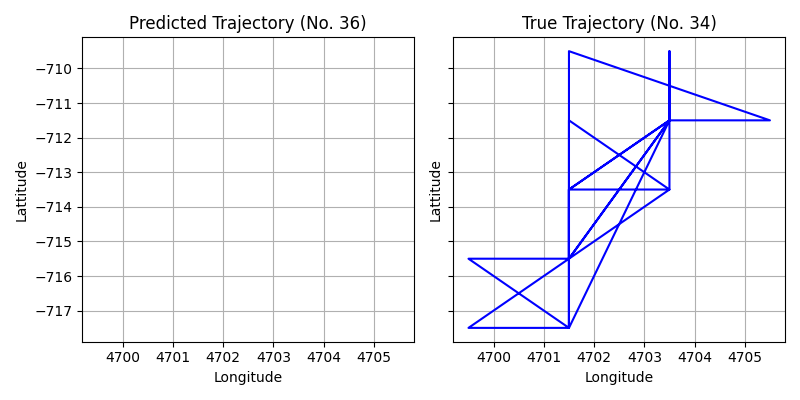 Predicted Trajectory (No. 36)
True Trajectory (No. 34)
−710
−711
−712
−713
−714
−715
−716
−717
Lattitude
Lattitude
4700 4701 4702 4703 4704 4705
4700 4701 4702 4703 4704 4705
Longitude
Longitude